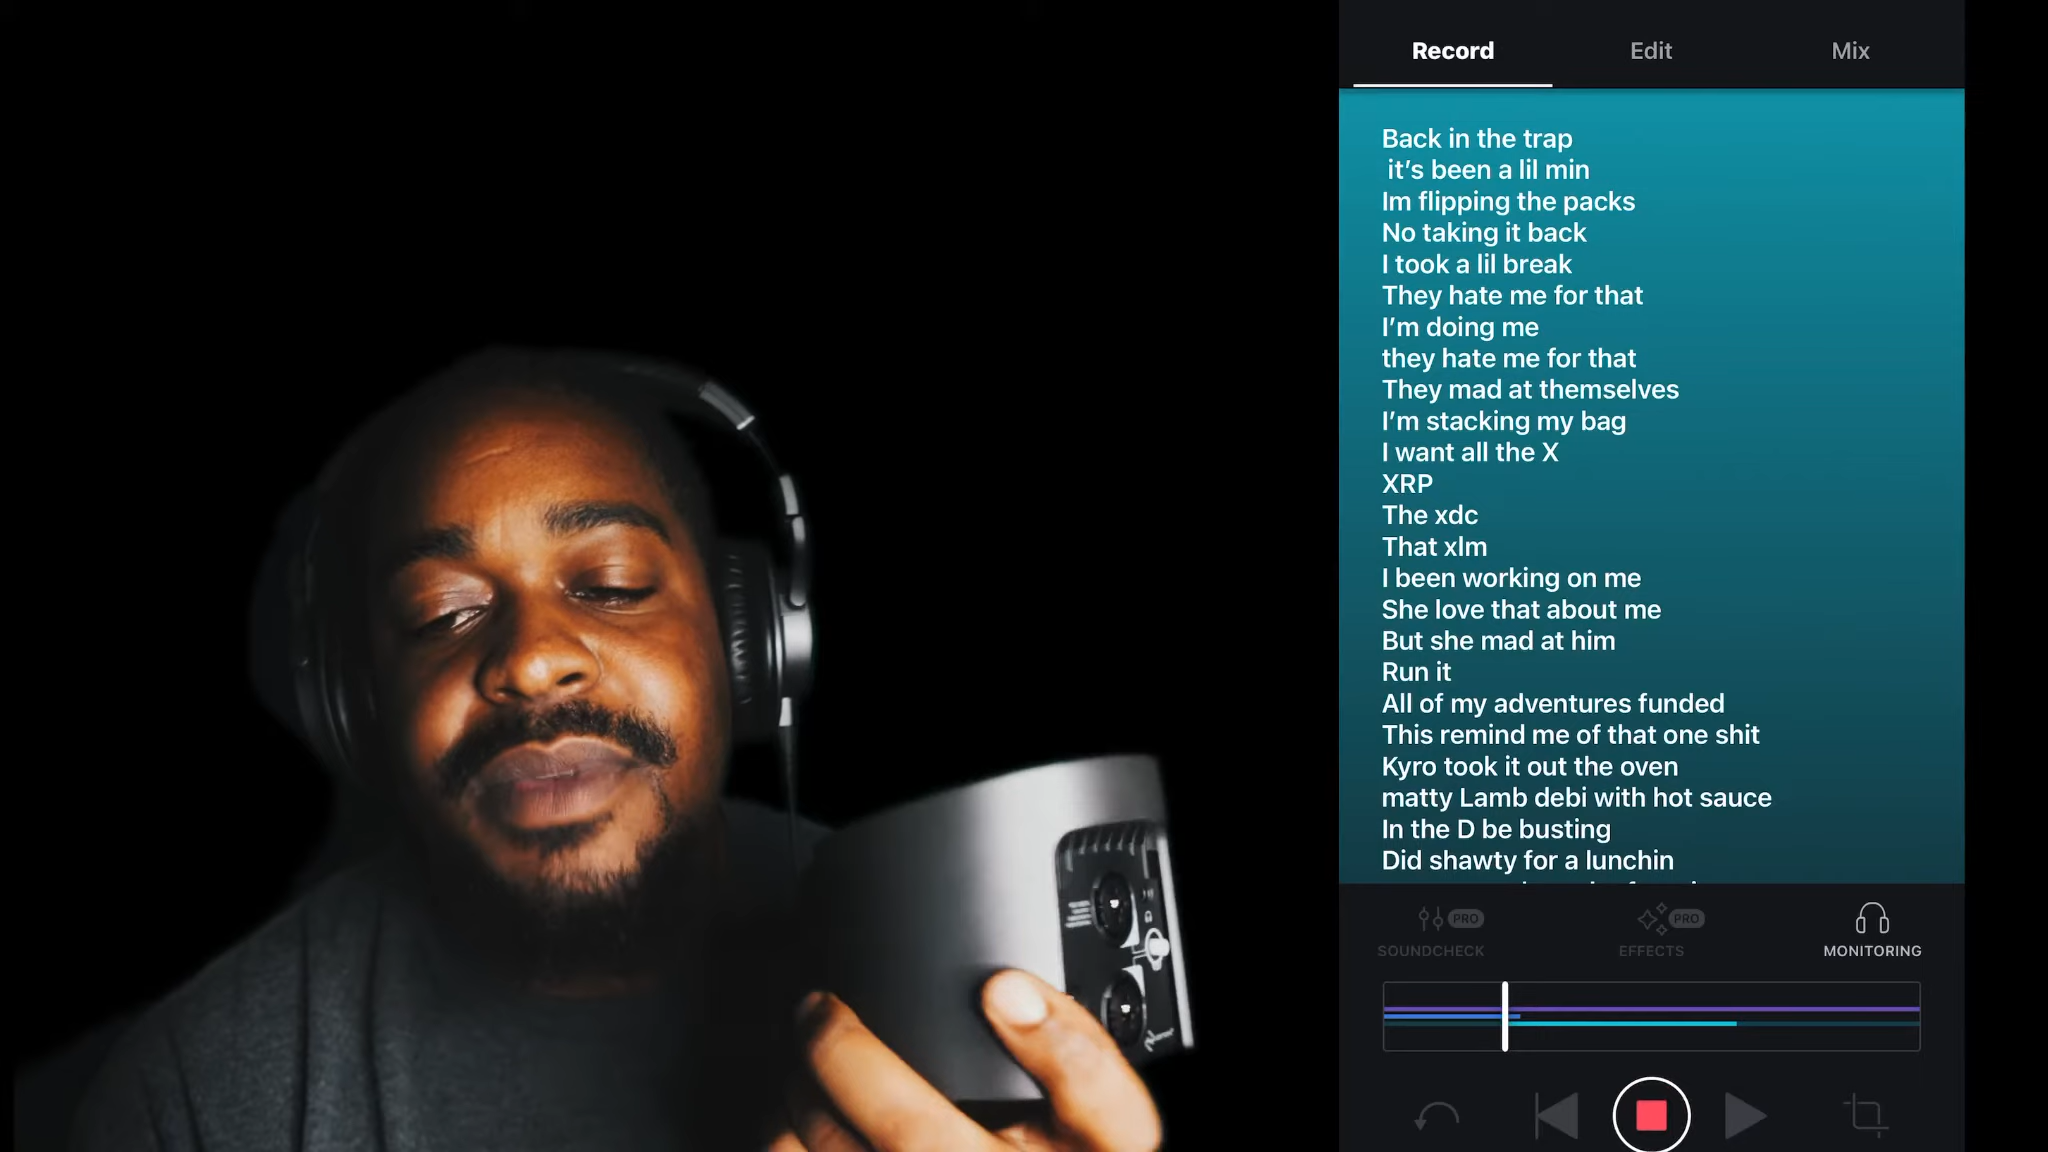 Record Edit Mix
Back in the trap
it's been a lil min
Im flipping the packs
No taking it back
I took a lil break
They hate me for that
I'm doing me
they hate me for that
They mad at themselves
I'm stacking my bag
I want all the X
XRP
The xdc
That xlm
I been working on me
She love that about me
But she mad at him
Run it
All of my adventures funded
This remind me of that one shit
Kyro took it out the oven
matty Lamb debi with hot sauce
In the D be busting
Did shawty for a lunchin
PRO PRO
SOUNDCHECK EFFECTS MONITORING